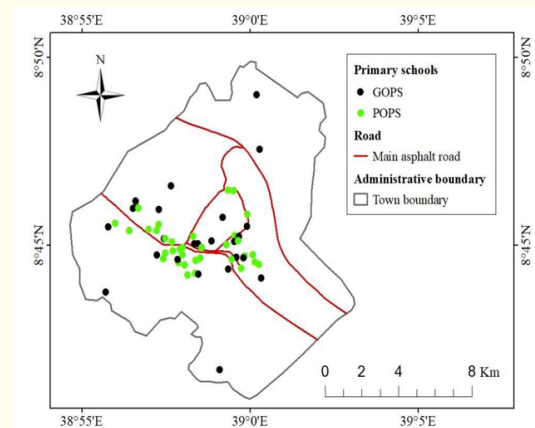 38°55'E 39°0'E 39°5'E
8°50'N
8°50'N
N
Primary schools
GOPS
POPS
Road
Main asphalt road
Administrative boundary
Town boundary
8°45'N
8°45'N
0 2 4 6 8 Km
38°55'E 39°0'E 39°5'E